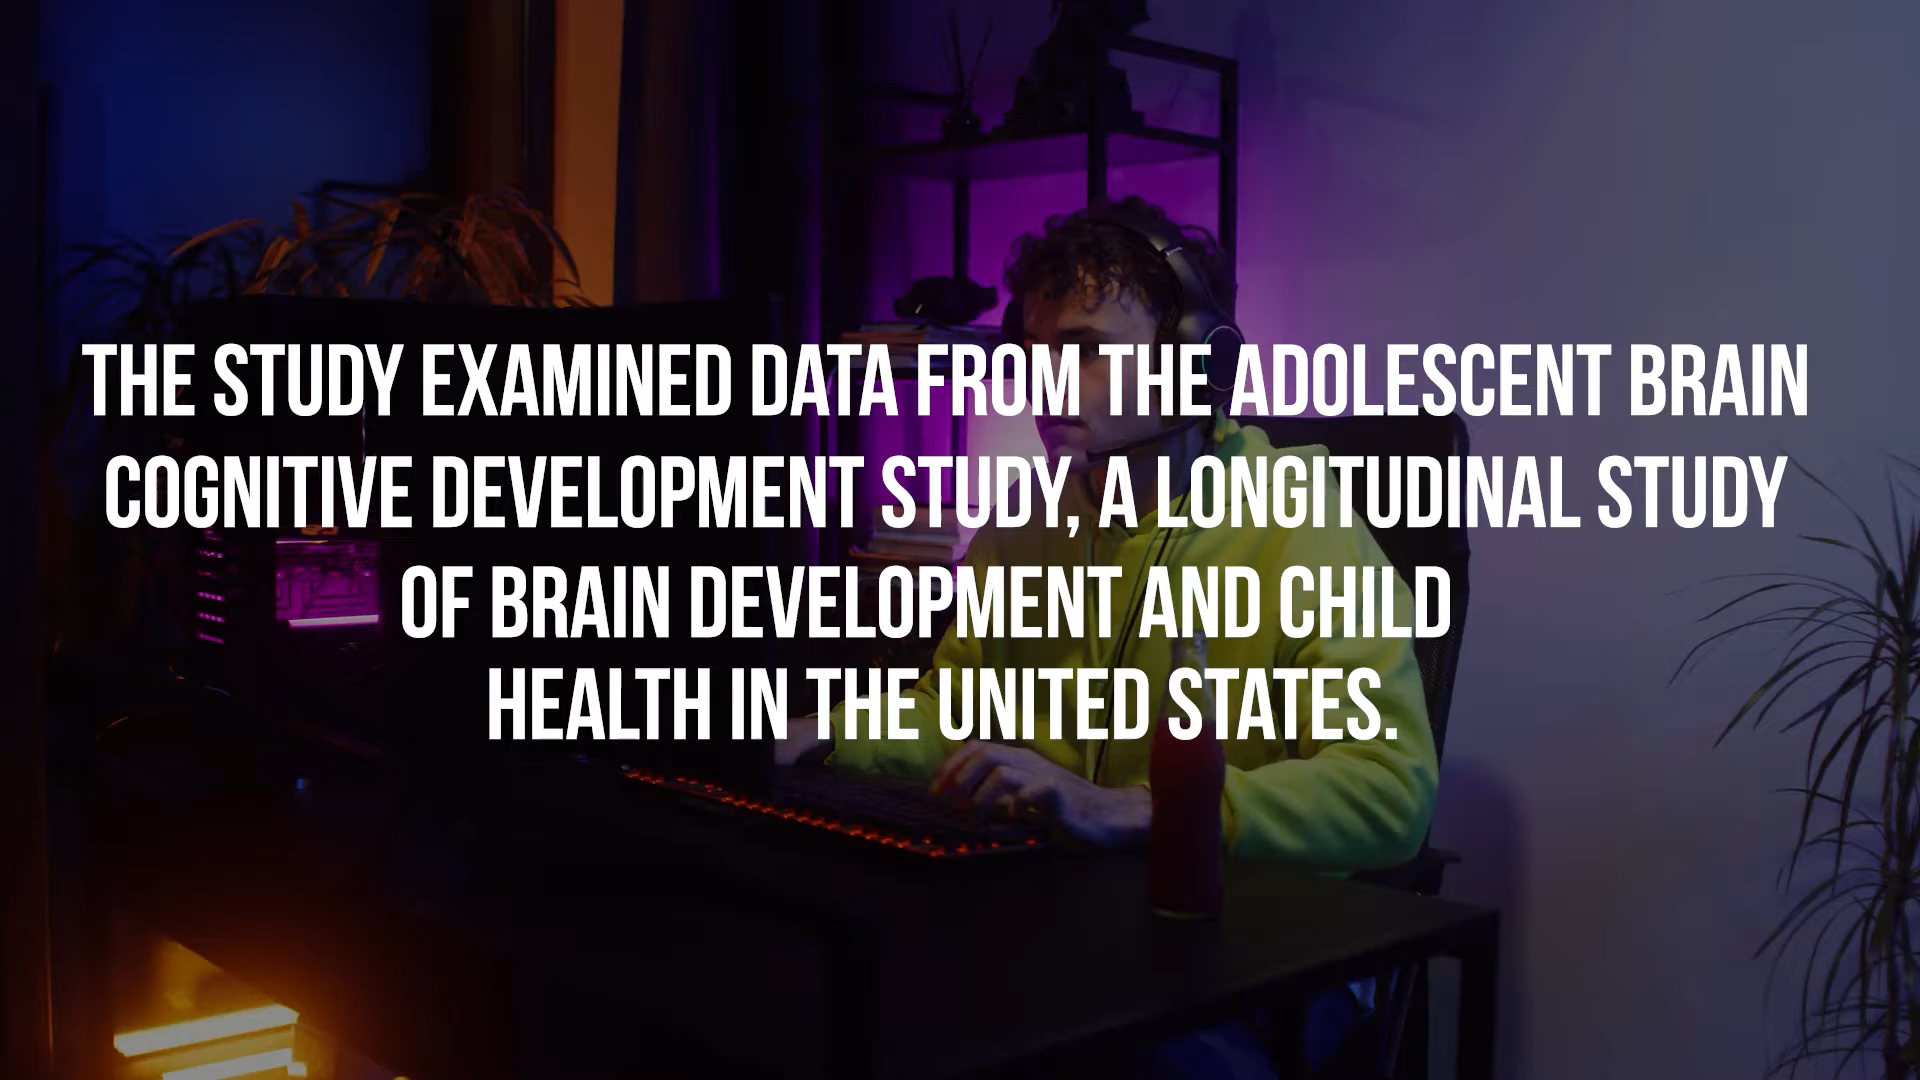 THE STUDY EXAMINED DATA FROM THE ADOLESCENT BRAIN
COGNITIVE DEVELOPMENT STUDY, A LONGITUDINAL STUDY
OF BRAIN DEVELOPMENT AND CHILD
HEALTH IN THE UNITED STATES.